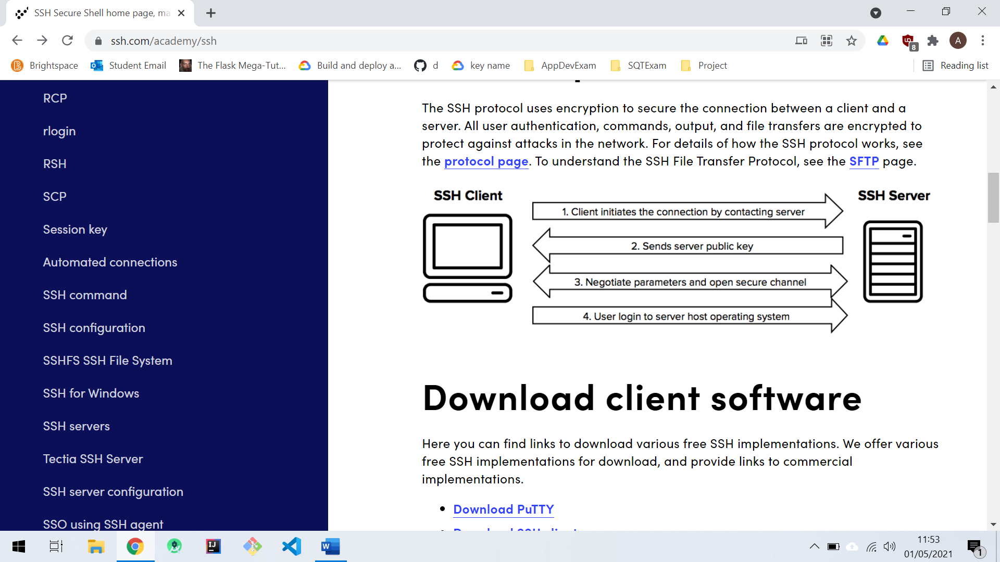 SSH Secure Shell home page, ma
ssh.com/academy/ssh
A
8
Brightspace
Student Email
The Flask Mega-Tut...
Build and deploy a...
d
key name
AppDevExam
SQTExam
Project
Reading list
RCP
rlogin
RSH
SCP
Session key
Automated connections
SSH command
SSH configuration
SSHFS SSH File System
SSH for Windows
SSH servers
Tectia SSH Server
SSH server configuration
SSO using SSH agent
The SSH protocol uses encryption to secure the connection between a client and a
server. All user authentication, commands, output, and file transfers are encrypted to
protect against attacks in the network. For details of how the SSH protocol works, see
the protocol page. To understand the SSH File Transfer Protocol, see the SFTP page.
SSH Client
SSH Server
1. Client initiates the connection by contacting server
2. Sends server public key
3. Negotiate parameters and open secure channel
4. User login to server host operating system
Download client software
Here you can find links to download various free SSH implementations. We offer various
free SSH implementations for download, and provide links to commercial
implementations.
Download PuTTY
IJ
W
11:53
01/05/2021
1